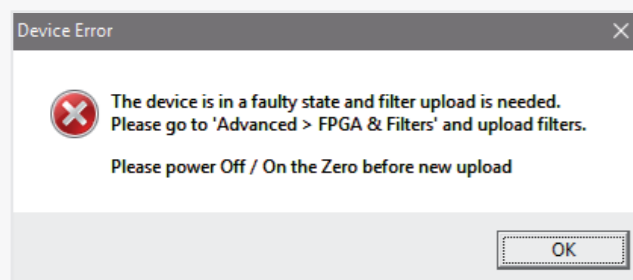 Device Error
The device is in a faulty state and filter upload is needed.
Please go to 'Advanced > FPGA & Filters' and upload filters.
Please power Off / On the Zero before new upload
OK